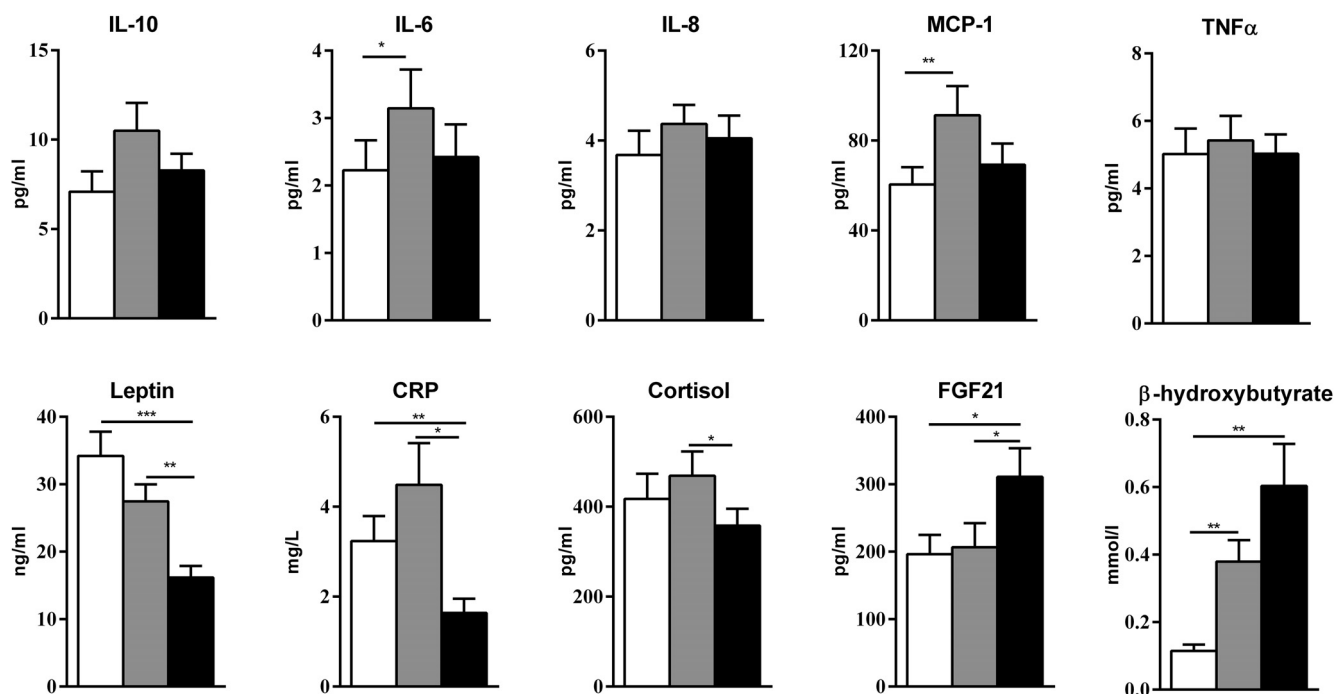 IL-10
15
10
5
0
pg/ml
IL-6
*
4
3
2
1
0
pg/ml
IL-8
6
4
2
0
pg/ml
MCP-1
**
120
80
40
0
pg/ml
TNFα
8
6
4
2
0
pg/ml
Leptin
***
**
40
30
20
10
0
ng/ml
CRP
**
*
6
4
2
0
mg/L
Cortisol
*
600
400
200
0
pg/ml
FGF21
*
*
400
300
200
100
0
pg/ml
β-hydroxybutyrate
**
**
0.8
0.6
0.4
0.2
0.0
mmol/l